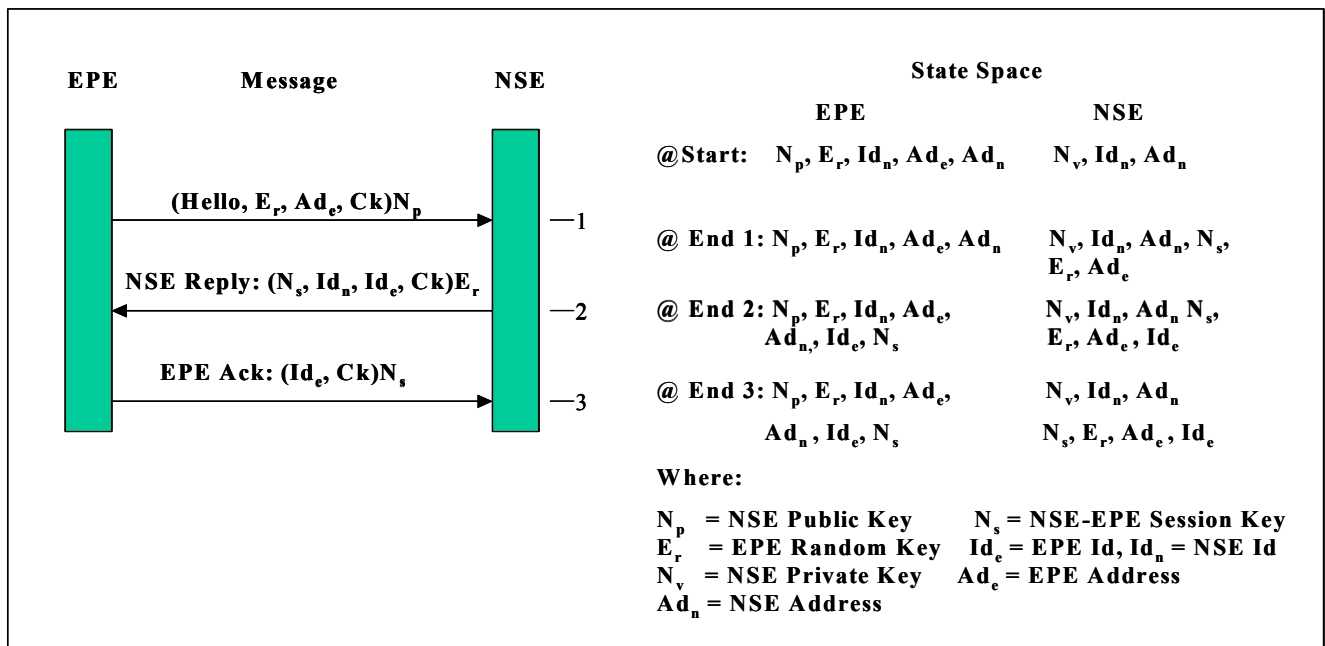 EPE Message NSE
(Hello, Er, Ade, Ck)Np
1
NSE Reply: (Ns, Idn, Ide, Ck)Er
2
EPE Ack: (Ide, Ck)Ns
3
State Space
EPE NSE
@Start: Np, Er, Idn, Ade, Adn Nv, Idn, Adn
@ End 1: Np, Er, Idn, Ade, Adn Nv, Idn, Adn, Ns,
Er, Ade
@ End 2: Np, Er, Idn, Ade, Nv, Idn, Adn Ns,
Adn,, Ide, Ns Er, Ade, Ide
@ End 3: Np, Er, Idn, Ade, Nv, Idn, Adn
Adn, Ide, Ns Ns, Er, Ade, Ide
Where:
Np = NSE Public Key Ns = NSE-EPE Session Key
Er = EPE Random Key Ide = EPE Id, Idn = NSE Id
Nv = NSE Private Key Ade = EPE Address
Adn = NSE Address